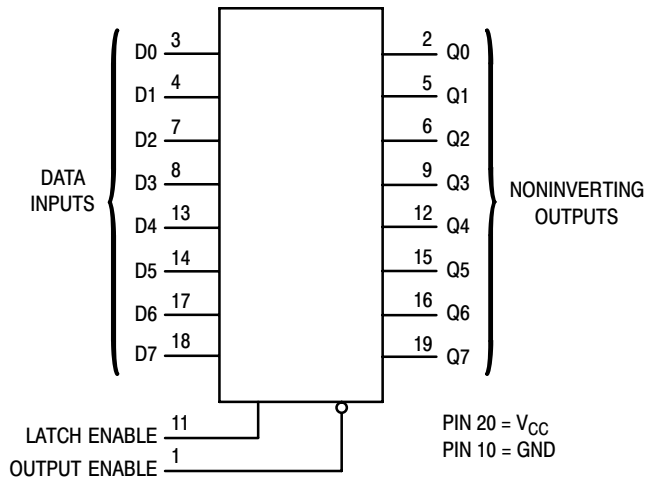 D0 3
D1 4
D2 7
D3 8
D4 13
D5 14
D6 17
D7 18
DATA
INPUTS
2 Q0
5 Q1
6 Q2
9 Q3
12 Q4
15 Q5
16 Q6
19 Q7
NONINVERTING
OUTPUTS
LATCH ENABLE 11
OUTPUT ENABLE 1
PIN 20 = VCC
PIN 10 = GND